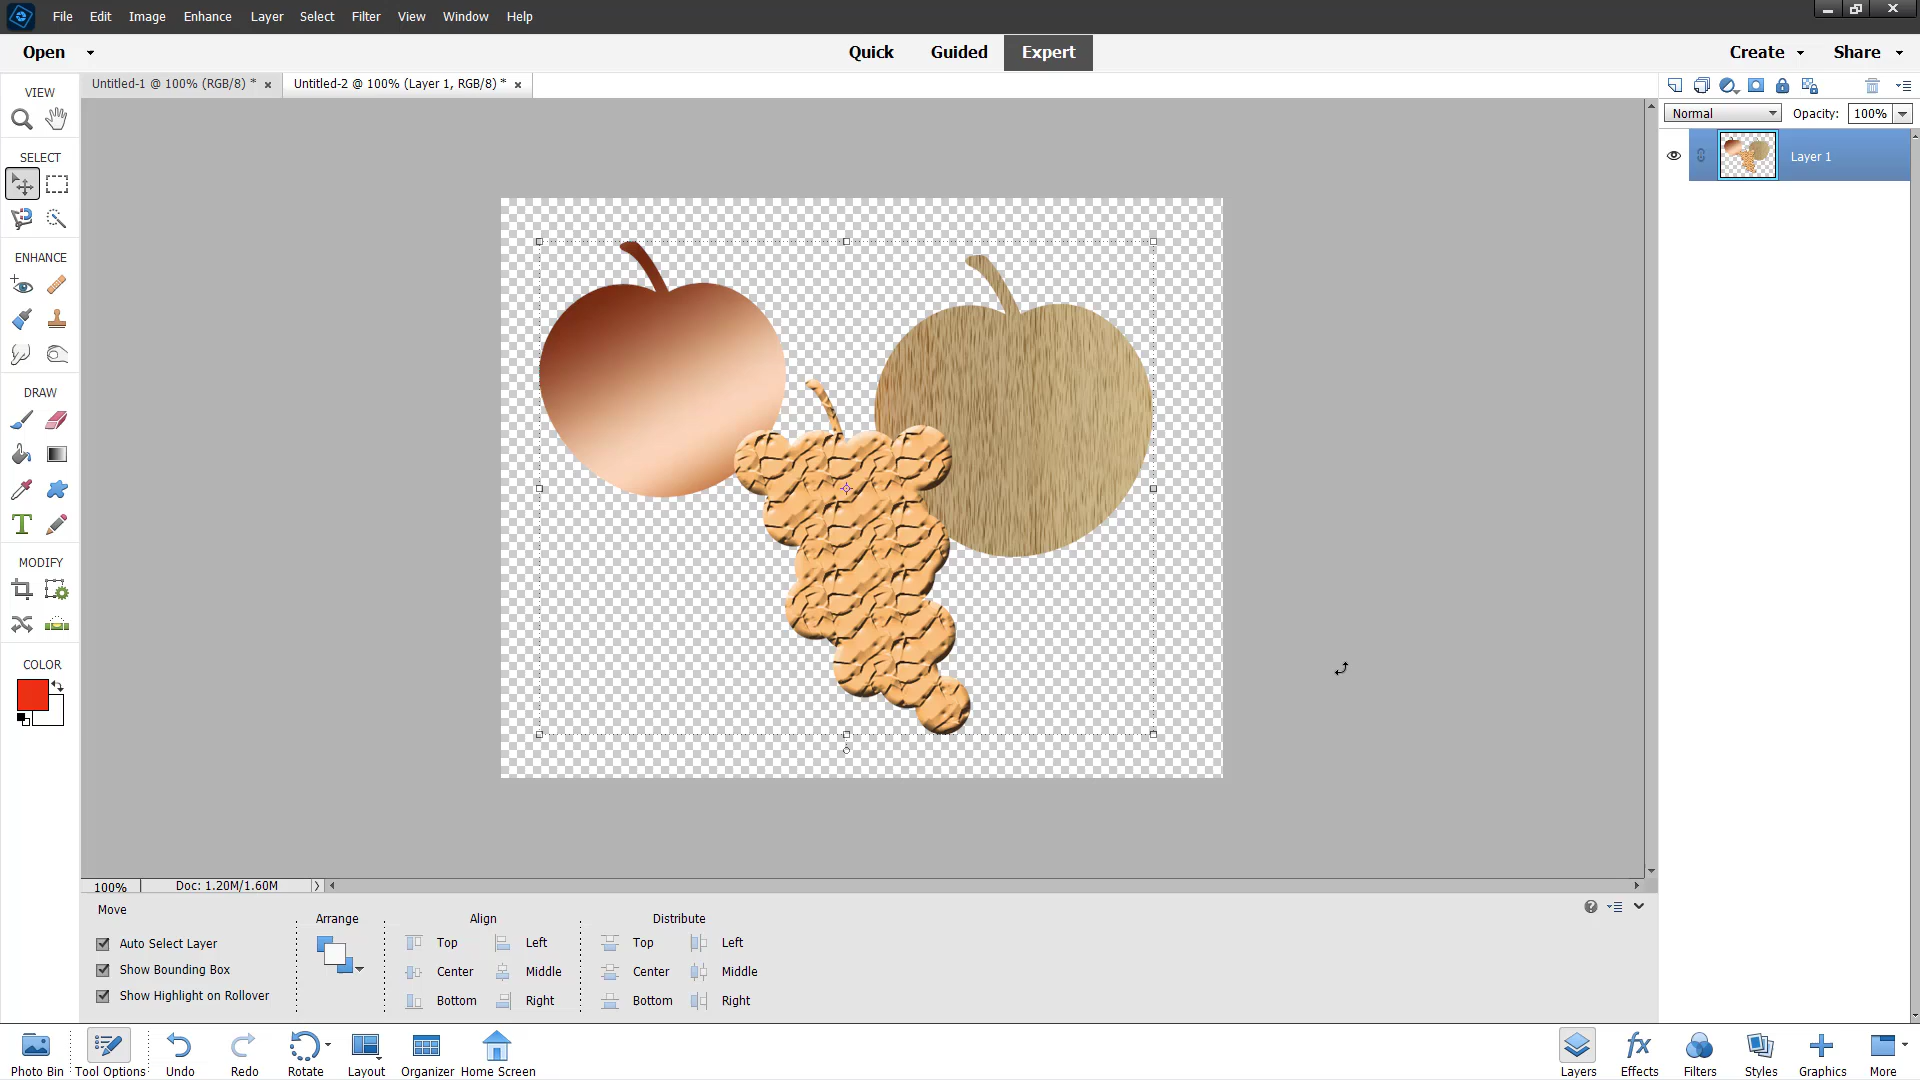 File Edit Image Enhance Layer Select Filter View Window Help
Open Quick Guided Expert Create Share
Untitled-1 @ 100% (RGB/8) * × Untitled-2 @ 100% (Layer 1, RGB/8) * ×
VIEW
SELECT
ENHANCE
DRAW
MODIFY
COLOR
Normal Opacity: 100%
Layer 1
100% Doc: 1.20M/1.60M
Move
Auto Select Layer
Show Bounding Box
Show Highlight on Rollover
Arrange
Align
Top Left
Center Middle
Bottom Right
Distribute
Top Left
Center Middle
Bottom Right
Photo Bin Tool Options Undo Redo Rotate Layout Organizer Home Screen Layers Effects Filters Styles Graphics More